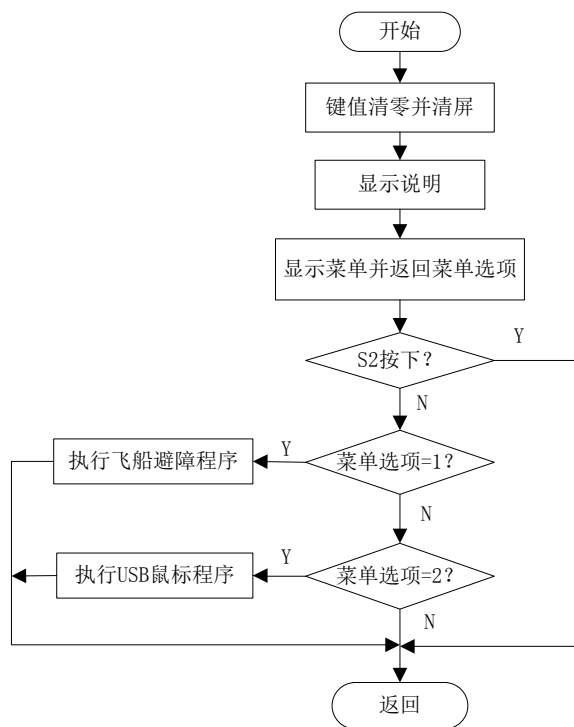 开始
键值清零并清屏
显示说明
显示菜单并返回菜单选项
S2按下？
Y
N
菜单选项=1？
Y
执行飞船避障程序
N
菜单选项=2？
Y
执行USB鼠标程序
N
返回